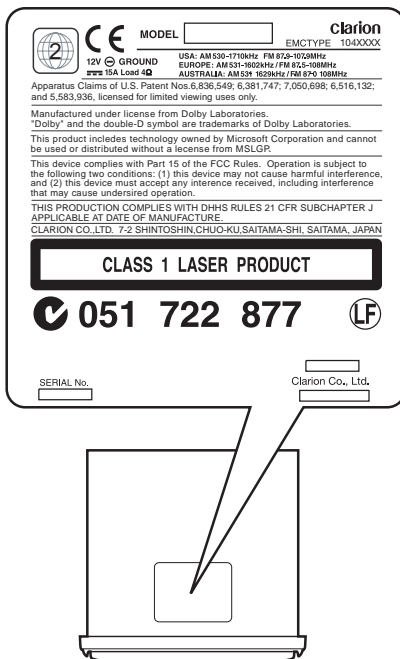 2 CE MODEL clarion
EMCTYPE 104XXXX
12V ⊖ GROUND
15A Load 4Ω
USA: AM 530-1710kHz FM 87.9-107.9MHz
EUROPE: AM 531-1602kHz / FM 87.5-108MHz
AUSTRALIA: AM 531 1629kHz / FM 87.0 108MHz
Apparatus Claims of U.S. Patent Nos.6,836,549; 6,381,747; 7,050,698; 6,516,132;
and 5,583,936, licensed for limited viewing uses only.
Manufactured under license from Dolby Laboratories.
"Dolby" and the double-D symbol are trademarks of Dolby Laboratories.
This product includes technology owned by Microsoft Corporation and cannot
be used or distributed without a license from MSLGP.
This device complies with Part 15 of the FCC Rules. Operation is subject to
the following two conditions: (1) this device may not cause harmful interference,
and (2) this device must accept any interence received, including interference
that may cause undersired operation.
THIS PRODUCTION COMPLIES WITH DHHS RULES 21 CFR SUBCHAPTER J
APPLICABLE AT DATE OF MANUFACTURE.
CLARION CO.,LTD. 7-2 SHINTOSHIN,CHUO-KU,SAITAMA-SHI, SAITAMA, JAPAN
CLASS 1 LASER PRODUCT
051 722 877 LF
SERIAL No.
Clarion Co., Ltd.